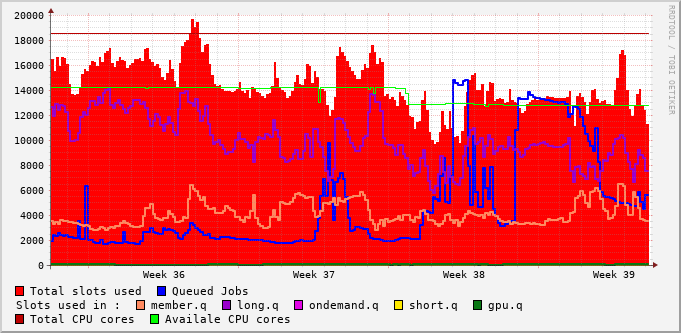 20000
18000
16000
14000
12000
10000
8000
6000
4000
2000
0
Week 36 Week 37 Week 38 Week 39
Total slots used Queued Jobs
Slots used in : member.q long.q ondemand.q short.q gpu.q
Total CPU cores Availale CPU cores
RRDTOOL / TOBI OETIKER